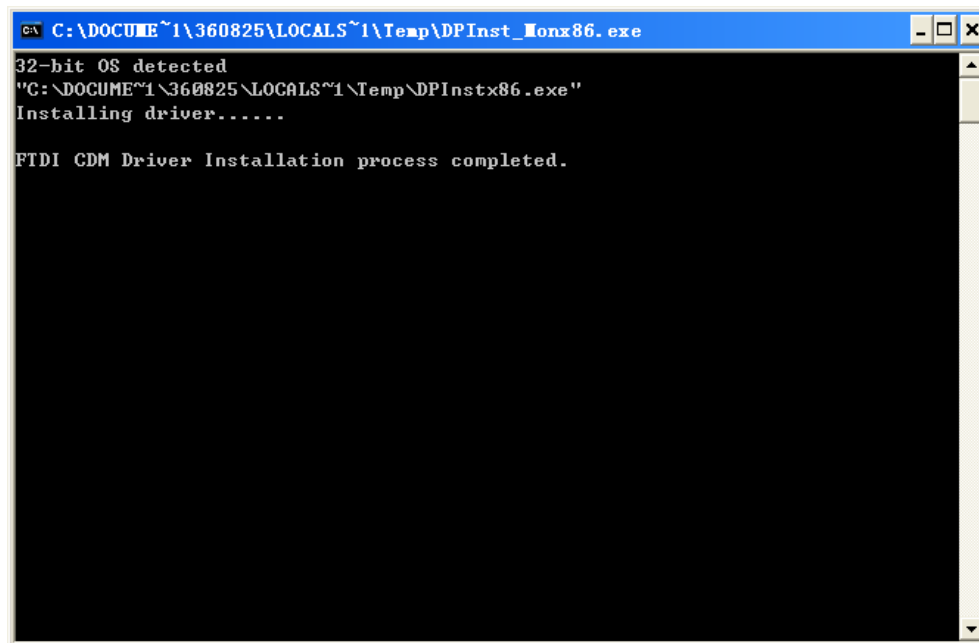 C:\DOCUME~1\360825\LOCALS~1\Temp\DPInst_Monx86.exe
32-bit OS detected
"C:\DOCUME~1\360825\LOCALS~1\Temp\DPInstx86.exe"
Installing driver......
FTDI CDM Driver Installation process completed.